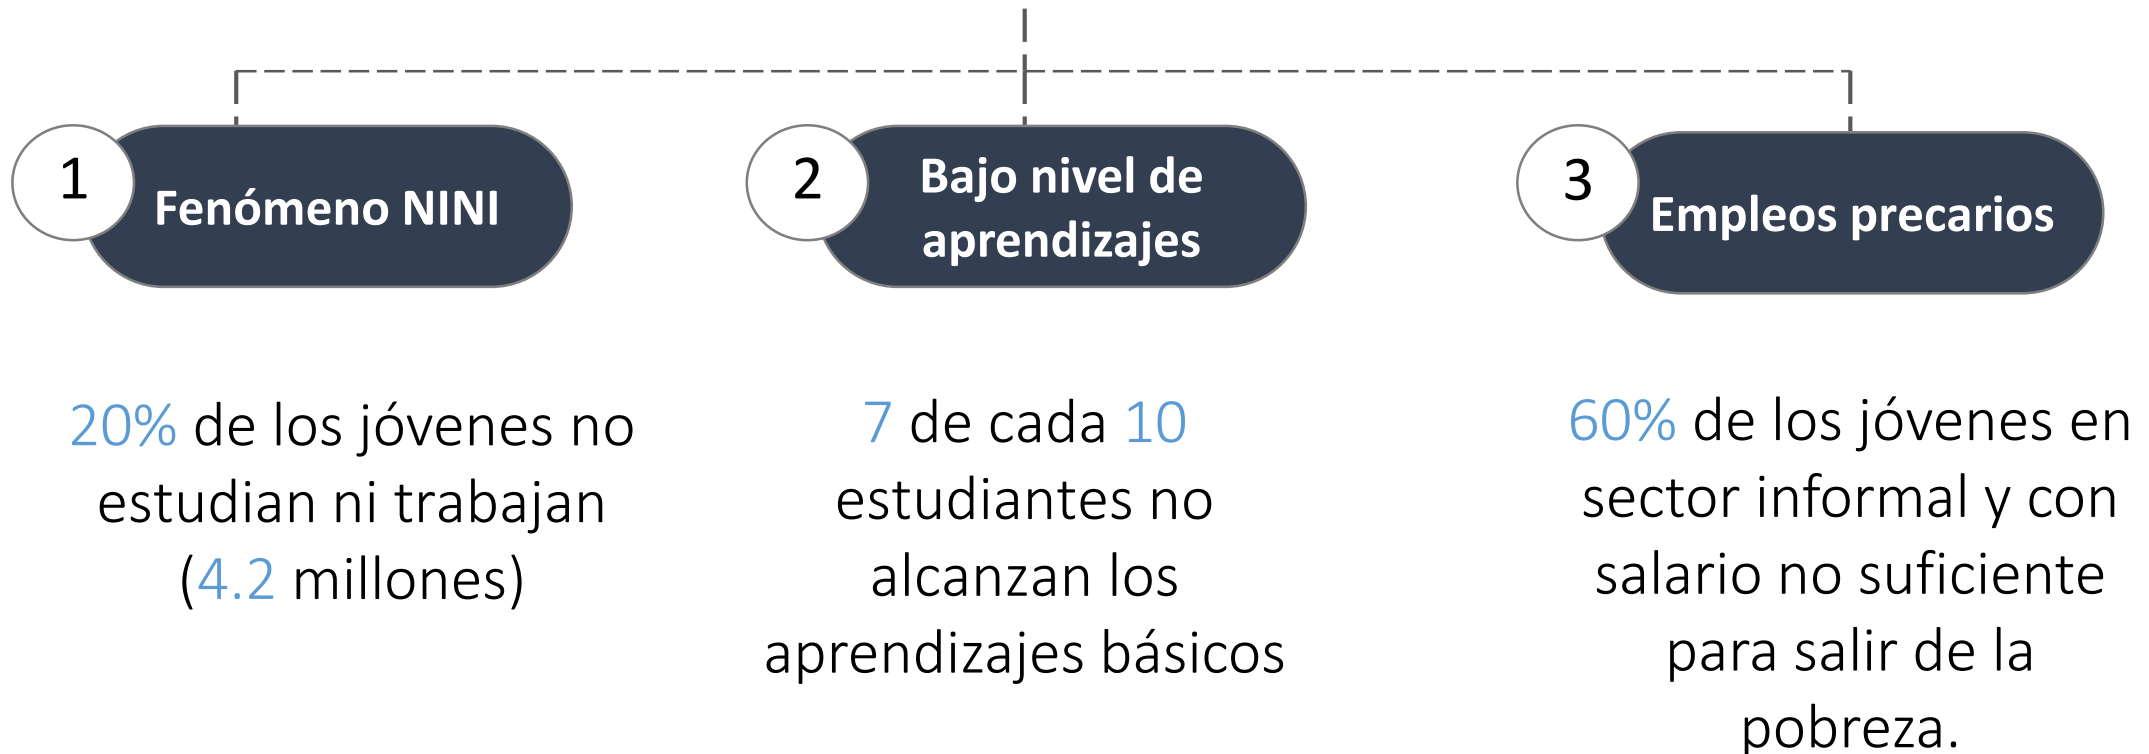 1
Fenómeno NINI
20% de los jóvenes no
estudian ni trabajan
(4.2 millones)
2
Bajo nivel de
aprendizajes
7 de cada 10
estudiantes no
alcanzan los
aprendizajes básicos
3
Empleos precarios
60% de los jóvenes en
sector informal y con
salario no suficiente
para salir de la
pobreza.